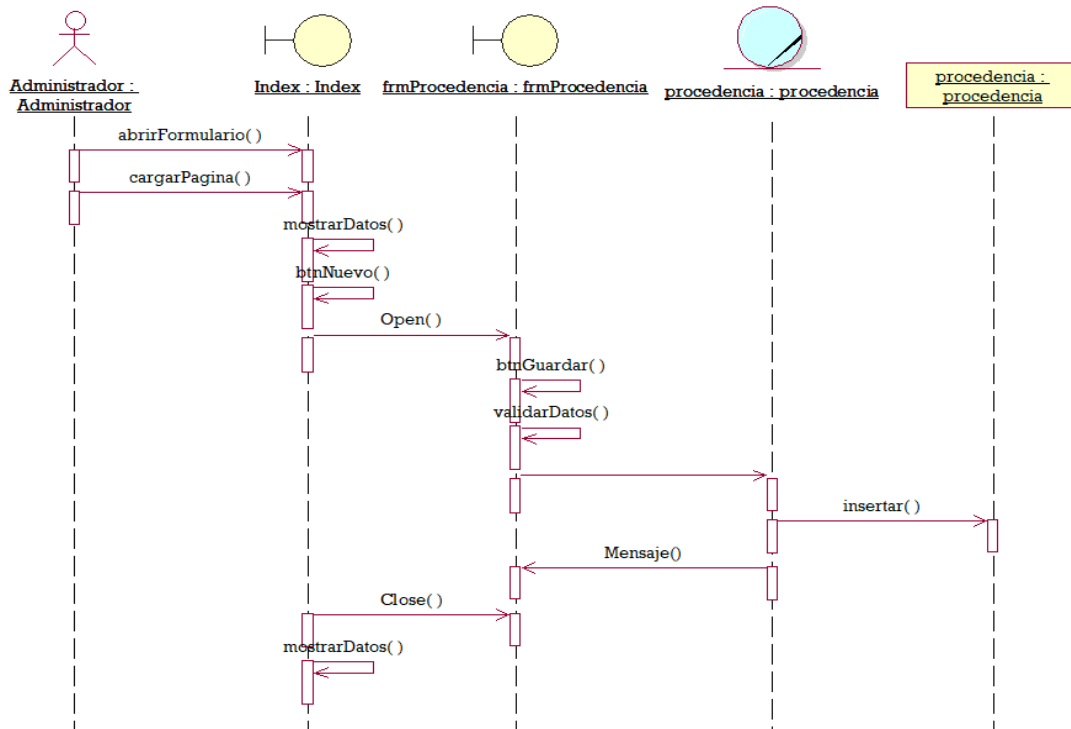 Administrador :
Administrador
Index : Index
frmProcedencia : frmProcedencia
procedencia : procedencia
procedencia :
procedencia
abrirFormulario( )
cargarPagina( )
mostrarDatos( )
btnNuevo( )
Open( )
btnGuardar( )
validarDatos( )
insertar( )
Mensaje()
Close( )
mostrarDatos( )